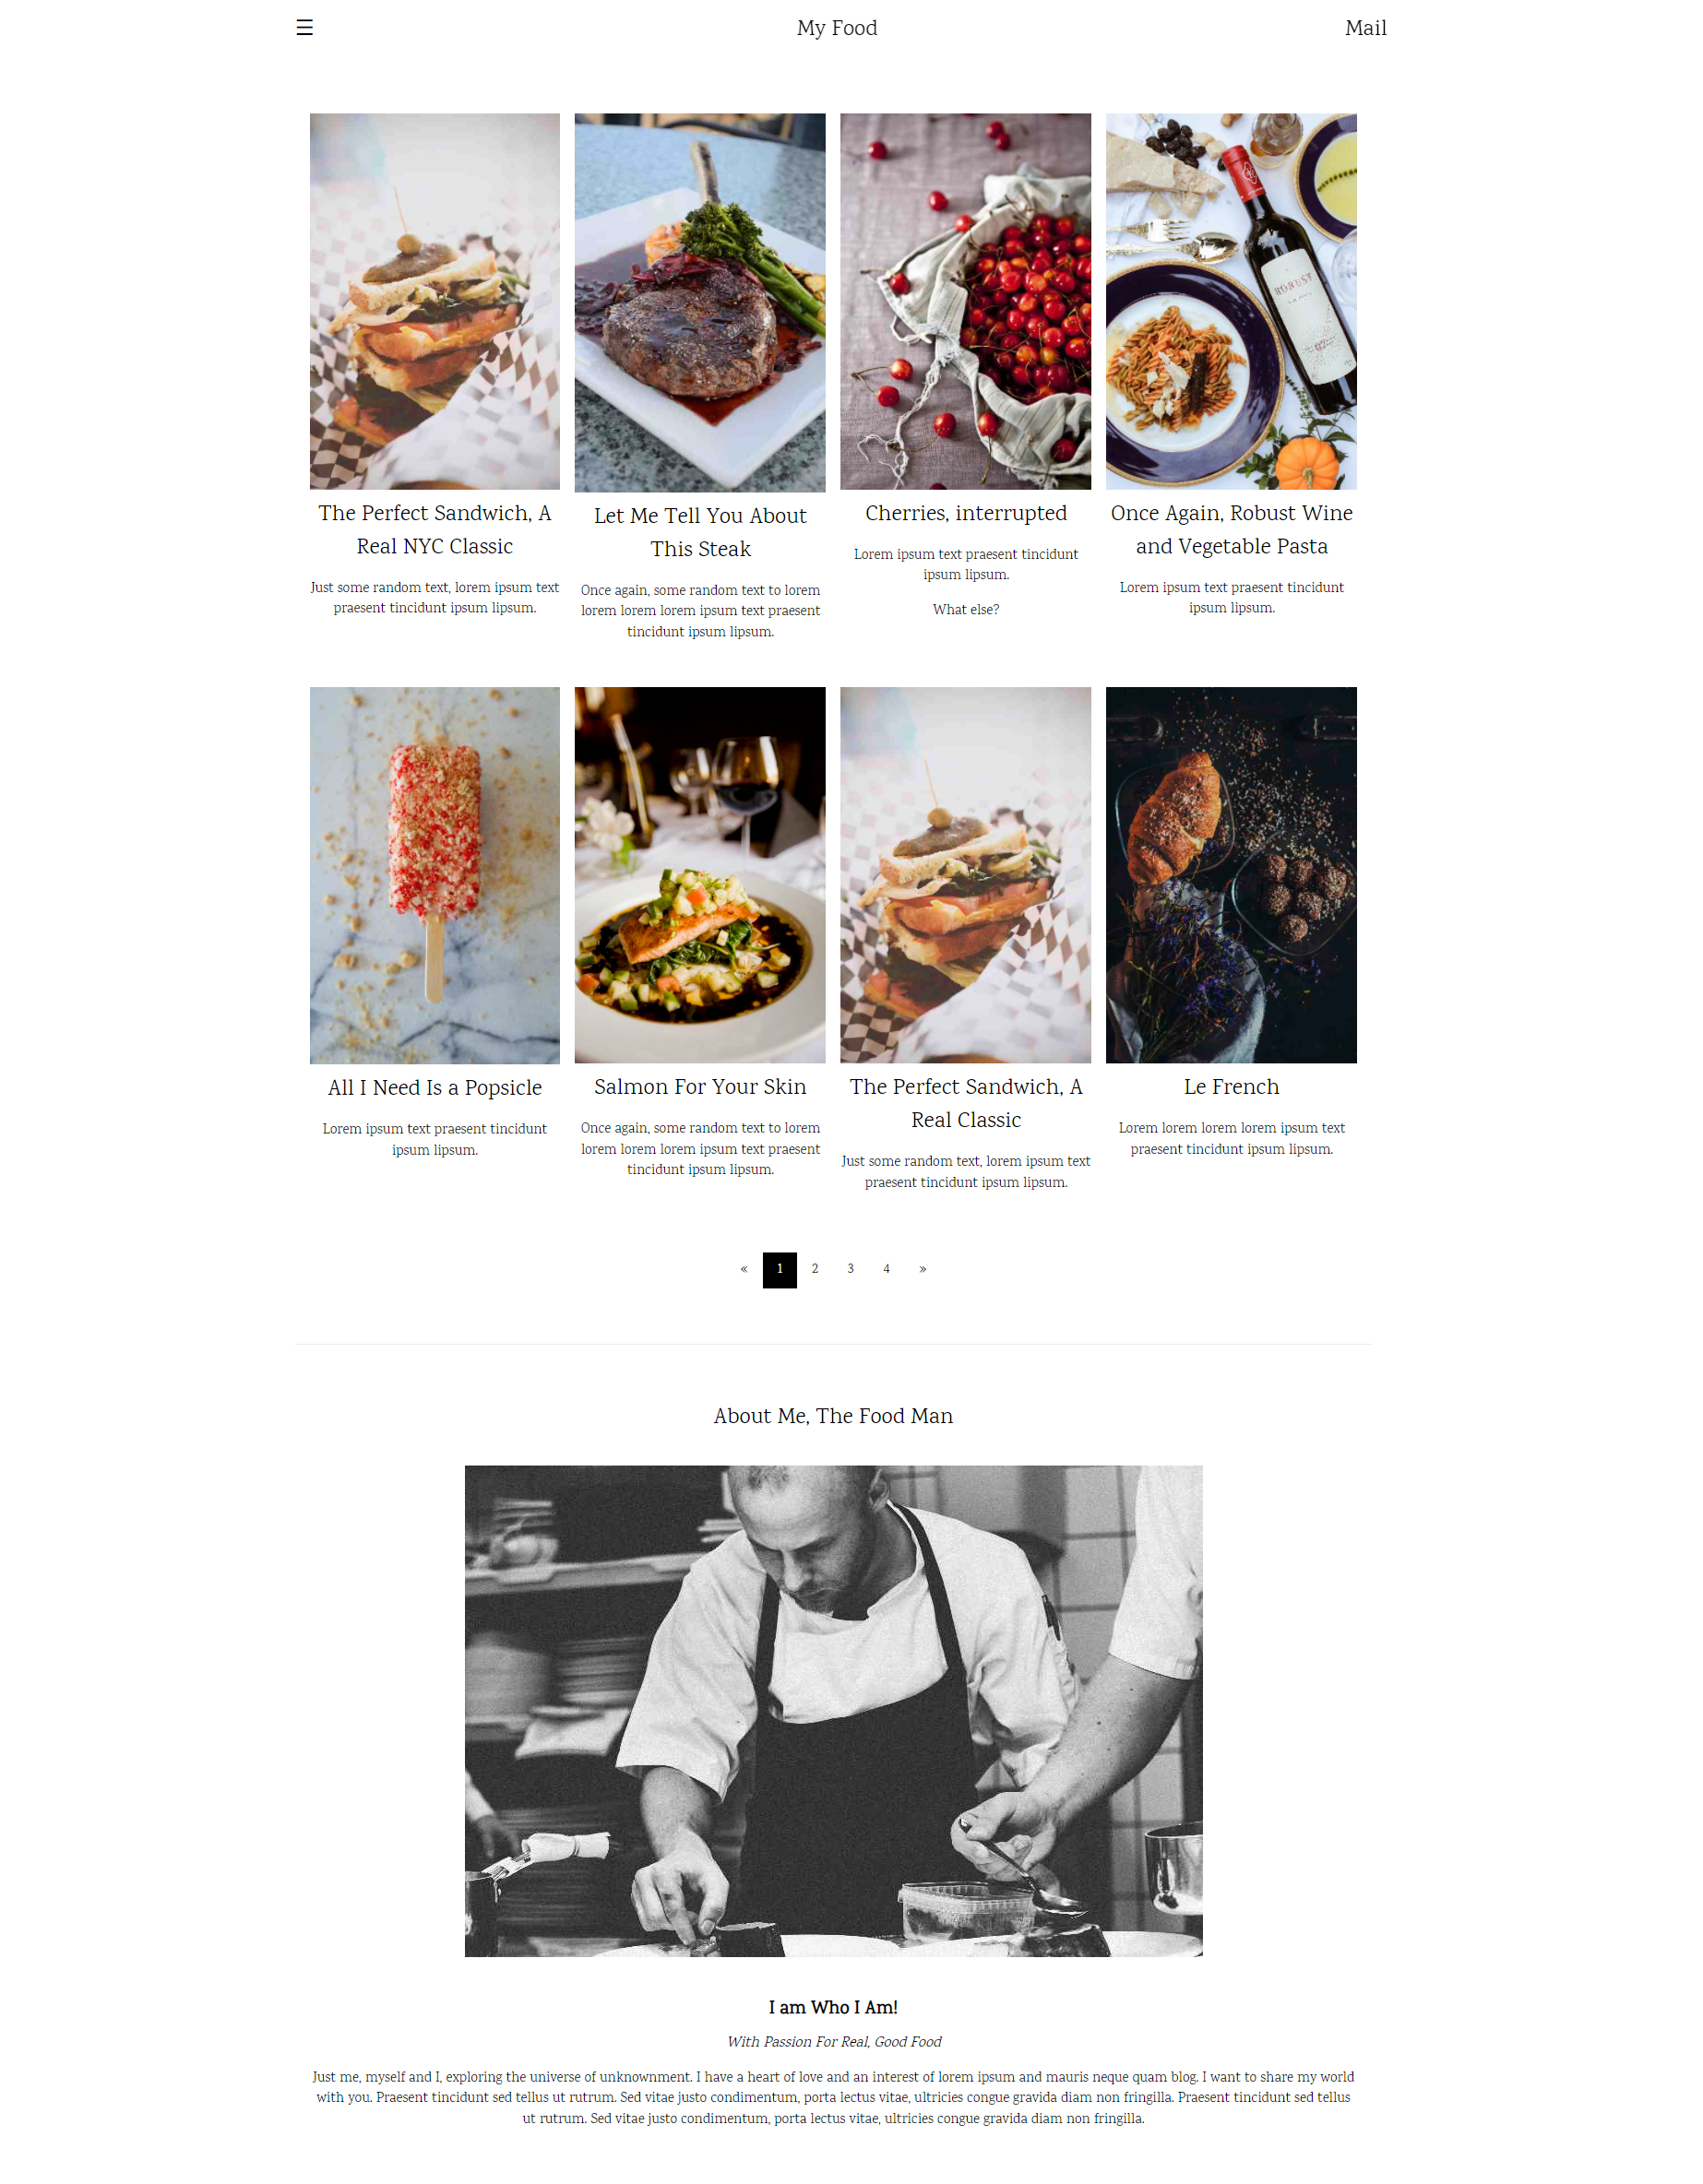 ☰ My Food Mail
The Perfect Sandwich, A
Real NYC Classic
Just some random text, lorem ipsum text
praesent tincidunt ipsum lipsum.
Let Me Tell You About
This Steak
Once again, some random text to lorem
lorem lorem lorem ipsum text praesent
tincidunt ipsum lipsum.
Cherries, interrupted
Lorem ipsum text praesent tincidunt
ipsum lipsum.
What else?
ROBUST
Once Again, Robust Wine
and Vegetable Pasta
Lorem ipsum text praesent tincidunt
ipsum lipsum.
All I Need Is a Popsicle
Lorem ipsum text praesent tincidunt
ipsum lipsum.
Salmon For Your Skin
Once again, some random text to lorem
lorem lorem lorem ipsum text praesent
tincidunt ipsum lipsum.
The Perfect Sandwich, A
Real Classic
Just some random text, lorem ipsum text
praesent tincidunt ipsum lipsum.
Le French
Lorem lorem lorem lorem ipsum text
praesent tincidunt ipsum lipsum.
« 1 2 3 4 »
About Me, The Food Man
I am Who I Am!
With Passion For Real, Good Food
Just me, myself and I, exploring the universe of unknownment. I have a heart of love and an interest of lorem ipsum and mauris neque quam blog. I want to share my world
with you. Praesent tincidunt sed tellus ut rutrum. Sed vitae justo condimentum, porta lectus vitae, ultricies congue gravida diam non fringilla. Praesent tincidunt sed tellus
ut rutrum. Sed vitae justo condimentum, porta lectus vitae, ultricies congue gravida diam non fringilla.